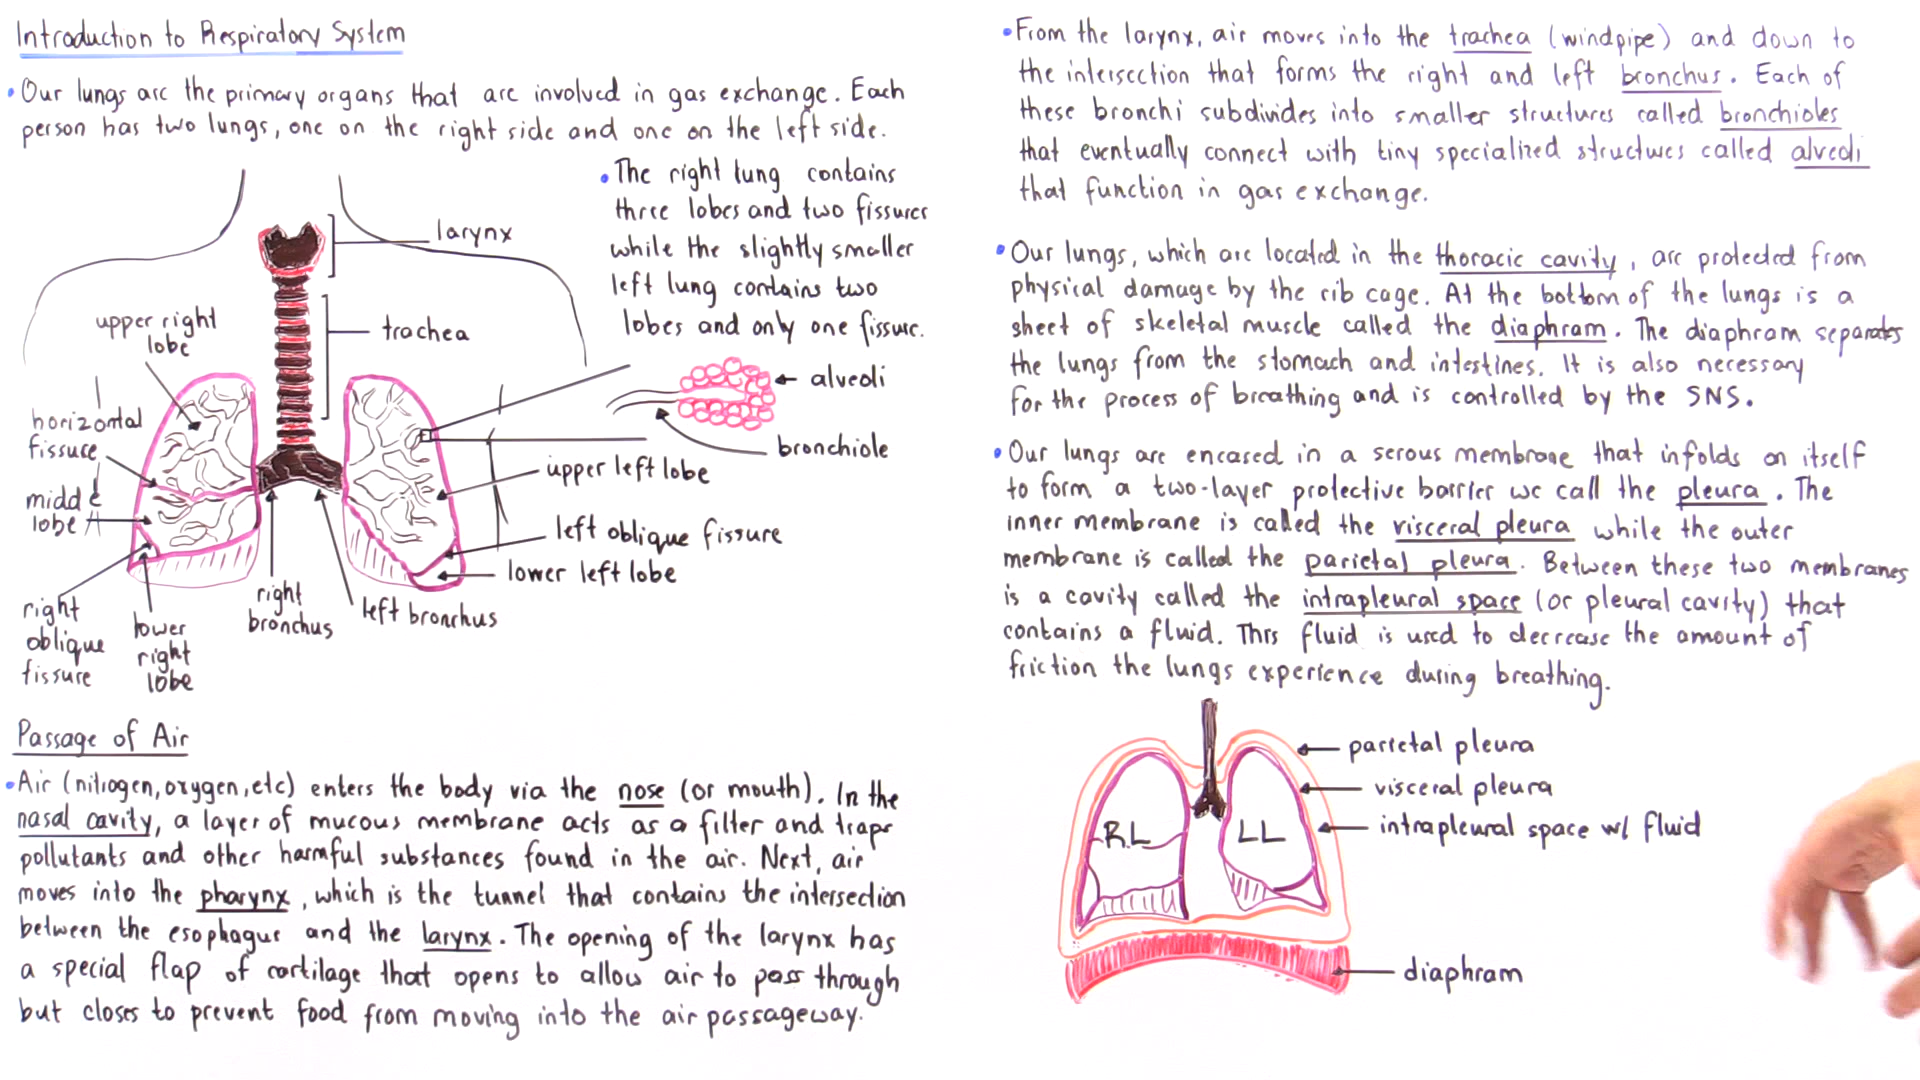 Introduction to Respiratory System
• Our lungs are the primary organs that are involved in gas exchange. Each
person has two lungs, one on the right side and one on the left side.
• The right lung contains
three lobes and two fissures
while the slightly smaller
left lung contains two
lobes and only one fissure.
larynx
trachea
upper right
lobe
horizontal
fissure
middle
lobe
right
oblique
fissure
lower
right
lobe
right
bronchus
left bronchus
alveoli
bronchiole
upper left lobe
left oblique fissure
lower left lobe
Passage of Air
• Air (nitrogen, oxygen, etc) enters the body via the nose (or mouth). In the
nasal cavity, a layer of mucous membrane acts as a filter and traps
pollutants and other harmful substances found in the air. Next, air
moves into the pharynx, which is the tunnel that contains the intersection
between the esophagus and the larynx. The opening of the larynx has
a special flap of cartilage that opens to allow air to pass through
but closes to prevent food from moving into the air passageway.
• From the larynx, air moves into the trachea (windpipe) and down to
the intersection that forms the right and left bronchus. Each of
these bronchi subdivides into smaller structures called bronchioles
that eventually connect with tiny specialized structures called alveoli
that function in gas exchange.
• Our lungs, which are located in the thoracic cavity, are protected from
physical damage by the rib cage. At the bottom of the lungs is a
sheet of skeletal muscle called the diaphram. The diaphram separates
the lungs from the stomach and intestines. It is also necessary
for the process of breathing and is controlled by the SNS.
• Our lungs are encased in a serous membrane that infolds on itself
to form a two-layer protective barrier we call the pleura. The
inner membrane is called the visceral pleura while the outer
membrane is called the parietal pleura. Between these two membranes
is a cavity called the intrapleural space (or pleural cavity) that
contains a fluid. This fluid is used to decrease the amount of
friction the lungs experience during breathing.
parietal pleura
visceral pleura
intrapleural space w/ fluid
R.L
LL
diaphram